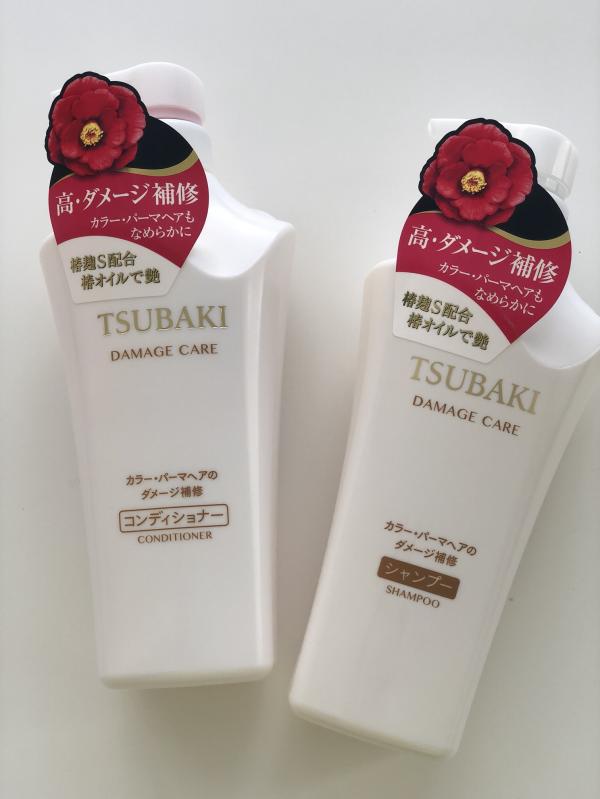 高・ダメージ補修
カラー・パーマヘアも
なめらかに
椿麹S配合
椿オイルで艶
TSUBAKI
DAMAGE CARE
カラー・パーマヘアの
ダメージ補修
コンディショナー
CONDITIONER
高・ダメージ補修
カラー・パーマヘアも
なめらかに
椿麹S配合
椿オイルで艶
TSUBAKI
DAMAGE CARE
カラー・パーマヘアの
ダメージ補修
シャンプー
SHAMPOO